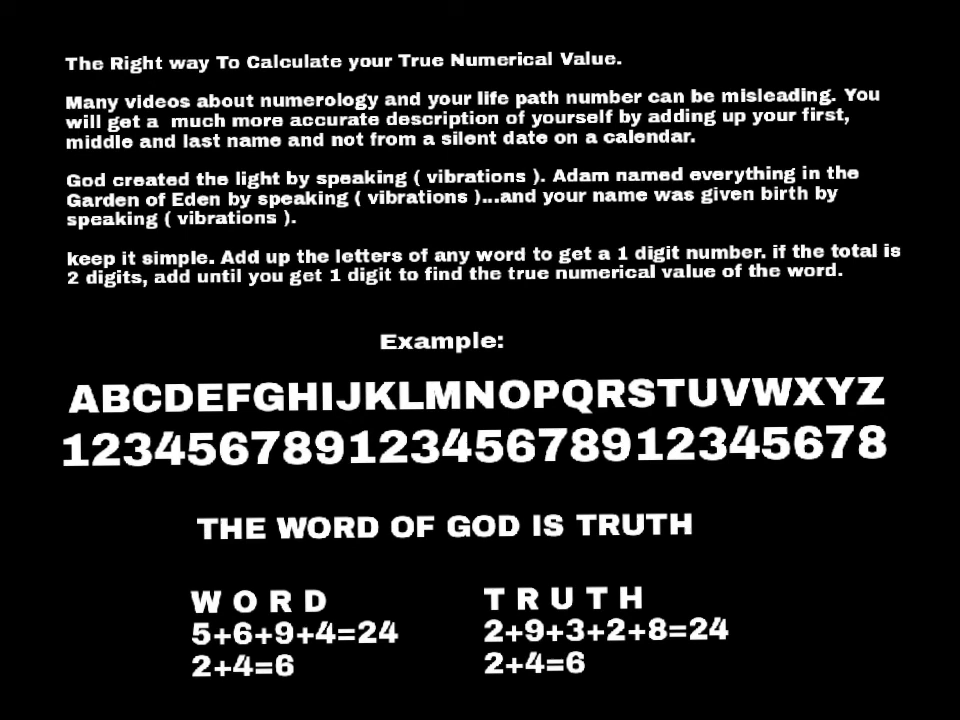 The Right way To Calculate your True Numerical Value.
Many videos about numerology and your life path number can be misleading. You
will get a much more accurate description of yourself by adding up your first,
middle and last name and not from a silent date on a calendar.
God created the light by speaking ( vibrations ). Adam named everything in the
Garden of Eden by speaking ( vibrations )...and your name was given birth by
speaking ( vibrations ).
keep it simple. Add up the letters of any word to get a 1 digit number. if the total is
2 digits, add until you get 1 digit to find the true numerical value of the word.
Example:
ABCDEFGHIJKLMNOPQRSTUVWXYZ
12345678912345678912345678
THE WORD OF GOD IS TRUTH
W O R D
5+6+9+4=24
2+4=6
T R U T H
2+9+3+2+8=24
2+4=6